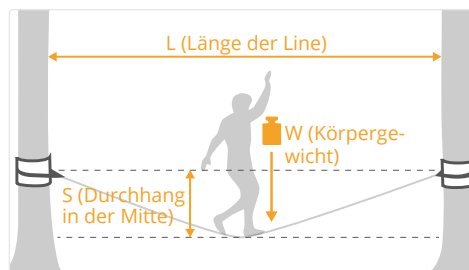 L (Länge der Line)
W (Körperge-
wicht)
S (Durchhang
in der Mitte)